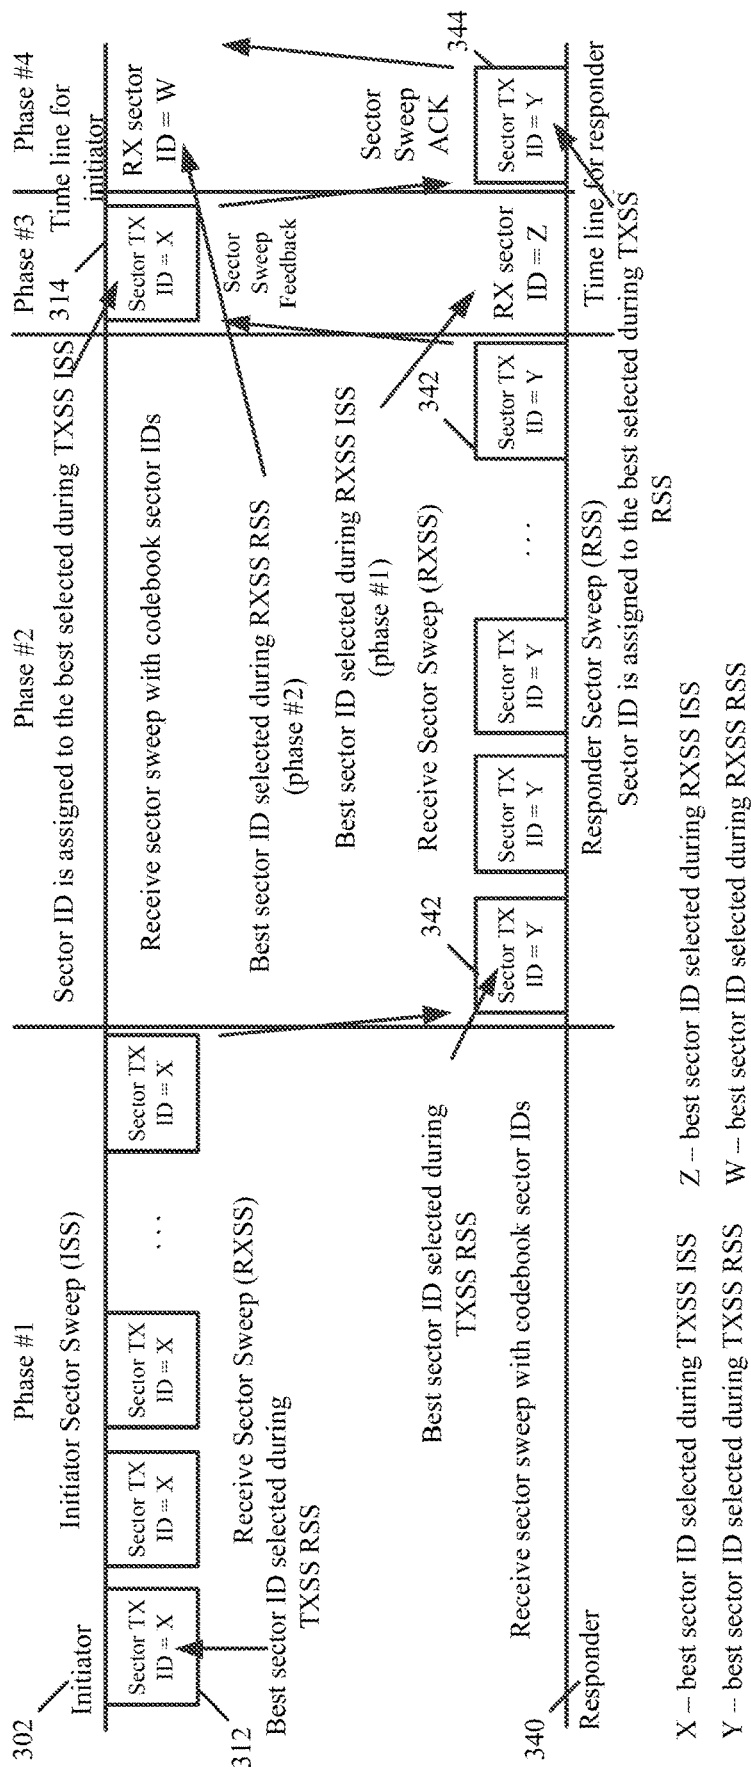 Phase #1
Phase #2
Phase #3
Phase #4
302
Initiator
Initiator Sector Sweep (ISS)
Sector ID is assigned to the best selected during TXSS ISS
314
Time line for
initiator
Sector TX
ID = X
Sector TX
ID = X
Sector TX
ID = X
. . .
Sector TX
ID = X
Receive sector sweep with codebook sector IDs
Sector TX
ID = X
RX sector
ID = W
312
Receive Sector Sweep (RXSS)
Best sector ID selected during
TXSS RSS
Best sector ID selected during RXSS RSS
(phase #2)
Sector
Sweep
Feedback
Best sector ID selected during RXSS ISS
(phase #1)
Sector
Sweep
ACK
Best sector ID selected during
TXSS RSS
Receive Sector Sweep (RXSS)
342
342
344
Receive sector sweep with codebook sector IDs
Sector TX
ID = Y
Sector TX
ID = Y
Sector TX
ID = Y
. . .
Sector TX
ID = Y
RX sector
ID = Z
Sector TX
ID = Y
340
Responder
Responder Sector Sweep (RSS)
Time line for responder
Sector ID is assigned to the best selected during TXSS
RSS
X – best sector ID selected during TXSS ISS
Z – best sector ID selected during RXSS ISS
Y – best sector ID selected during TXSS RSS
W – best sector ID selected during RXSS RSS